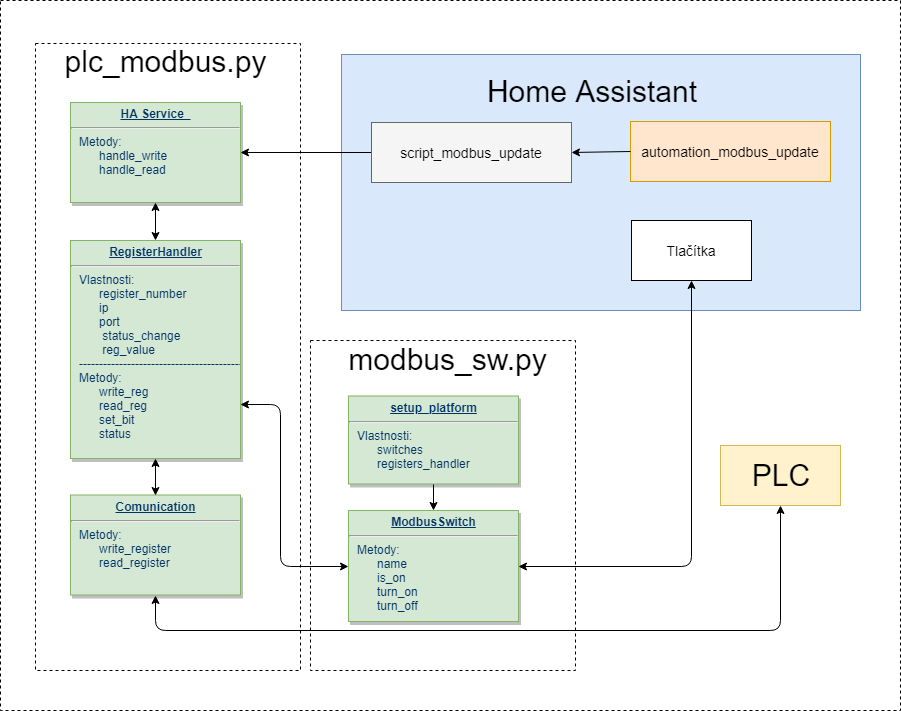 plc_modbus.py
HA Service
Metody:
handle_write
handle_read
RegisterHandler
Vlastnosti:
register_number
ip
port
status_change
reg_value
Metody:
write_reg
read_reg
set_bit
status
Comunication
Metody:
write_register
read_register
Home Assistant
script_modbus_update
automation_modbus_update
Tlačítka
modbus_sw.py
setup_platform
Vlastnosti:
switches
registers_handler
ModbusSwitch
Metody:
name
is_on
turn_on
turn_off
PLC